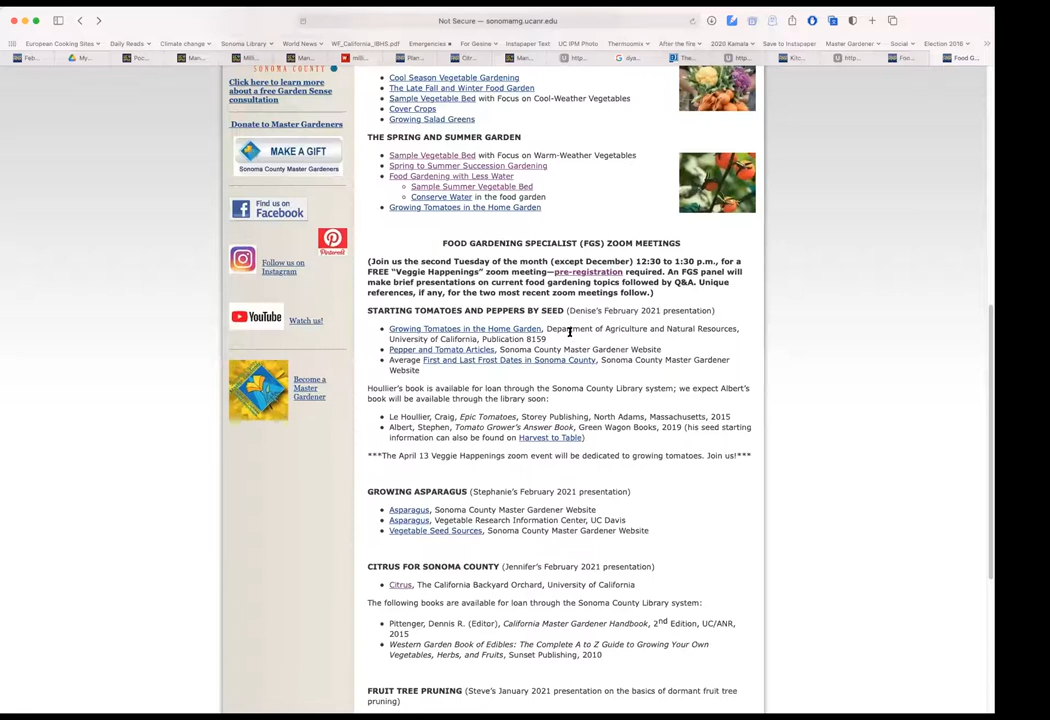 Not Secure — sonomamg.ucanr.edu
European Cooking Sites Daily Reads Climate change Sonoma Library World News WF_California_IBHS.pdf Emergencies For Gesine Instapaper Text UC IPM Photo Thermomix After the fire 2020 Kamala Save to Instapaper Master Gardener Social Election 2016
Feb... My... Poc... Man... Milli... Man... milli... Plan... Citr... Man... http... dya... The... http... Kitc... http... Foo... Food G...
SONOMA COUNTY
Click here to learn more
about a free Garden Sense
consultation
Donate to Master Gardeners
MAKE A GIFT
Sonoma County Master Gardeners
Find us on
Facebook
Pinterest
Follow us on
Instagram
YouTube
Watch us!
Become a
Master
Gardener
Cool Season Vegetable Gardening
The Late Fall and Winter Food Garden
Sample Vegetable Bed with Focus on Cool-Weather Vegetables
Cover Crops
Growing Salad Greens
THE SPRING AND SUMMER GARDEN
Sample Vegetable Bed with Focus on Warm-Weather Vegetables
Spring to Summer Succession Gardening
Food Gardening with Less Water
Sample Summer Vegetable Bed
Conserve Water in the food garden
Growing Tomatoes in the Home Garden
FOOD GARDENING SPECIALIST (FGS) ZOOM MEETINGS
(Join us the second Tuesday of the month (except December) 12:30 to 1:30 p.m., for a
FREE “Veggie Happenings” zoom meeting—pre-registration required. An FGS panel will
make brief presentations on current food gardening topics followed by Q&A. Unique
references, if any, for the two most recent zoom meetings follow.)
STARTING TOMATOES AND PEPPERS BY SEED (Denise’s February 2021 presentation)
Growing Tomatoes in the Home Garden, Department of Agriculture and Natural Resources,
University of California, Publication 8159
Pepper and Tomato Articles, Sonoma County Master Gardener Website
Average First and Last Frost Dates in Sonoma County, Sonoma County Master Gardener
Website
Houllier’s book is available for loan through the Sonoma County Library system; we expect Albert’s
book will be available through the library soon:
Le Houllier, Craig, Epic Tomatoes, Storey Publishing, North Adams, Massachusetts, 2015
Albert, Stephen, Tomato Grower’s Answer Book, Green Wagon Books, 2019 (his seed starting
information can also be found on Harvest to Table)
***The April 13 Veggie Happenings zoom event will be dedicated to growing tomatoes. Join us!***
GROWING ASPARAGUS (Stephanie’s February 2021 presentation)
Asparagus, Sonoma County Master Gardener Website
Asparagus, Vegetable Research Information Center, UC Davis
Vegetable Seed Sources, Sonoma County Master Gardener Website
CITRUS FOR SONOMA COUNTY (Jennifer’s February 2021 presentation)
Citrus, The California Backyard Orchard, University of California
The following books are available for loan through the Sonoma County Library system:
Pittenger, Dennis R. (Editor), California Master Gardener Handbook, 2nd Edition, UC/ANR,
2015
Western Garden Book of Edibles: The Complete A to Z Guide to Growing Your Own
Vegetables, Herbs, and Fruits, Sunset Publishing, 2010
FRUIT TREE PRUNING (Steve’s January 2021 presentation on the basics of dormant fruit tree
pruning)